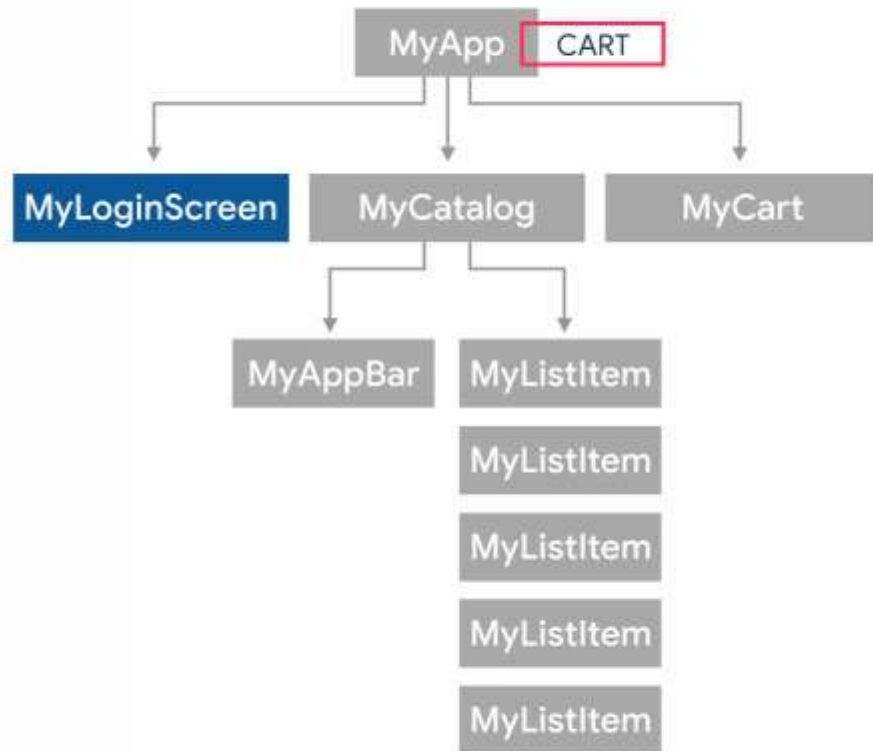 MyApp
CART
MyLoginScreen
MyCatalog
MyCart
MyAppBar
MyListItem
MyListItem
MyListItem
MyListItem
MyListItem